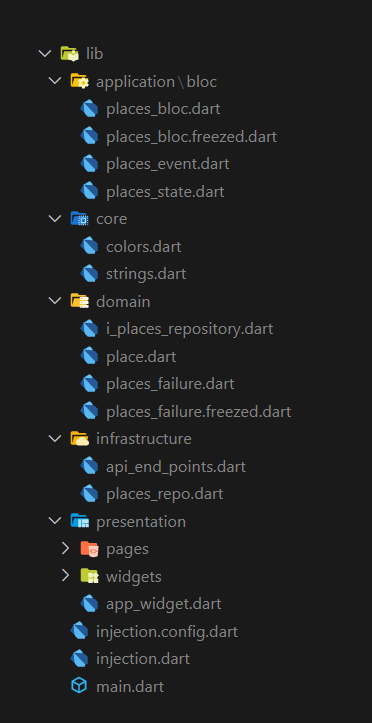 lib
application\bloc
places_bloc.dart
places_bloc.freezed.dart
places_event.dart
places_state.dart
core
colors.dart
strings.dart
domain
i_places_repository.dart
place.dart
places_failure.dart
places_failure.freezed.dart
infrastructure
api_end_points.dart
places_repo.dart
presentation
pages
widgets
app_widget.dart
injection.config.dart
injection.dart
main.dart